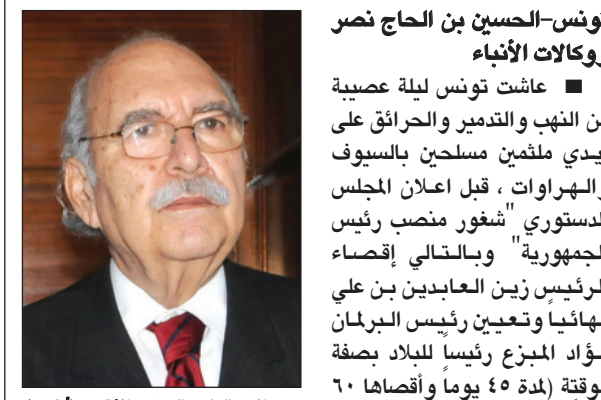 تونس-الحسين بن الحاج نصر
وكالات الأنباء
■ عاشت تونس ليلة عصيبة
من النهب والتدمير والحرائق على
أيدي ملثمين مسلحين بالسيوف
والهراوات ، قبل اعلان المجلس
الدستوري "شغور منصب رئيس
الجمهورية" وبالتالي إقصاء
الرئيس زين العابدين بن علي
نهائياً وتعيين رئيس البرلمان
فؤاد المبزع رئيساً للبلاد بصفة
مؤقتة (لمدة ٤٥ يوماً وأقصاها ٦٠